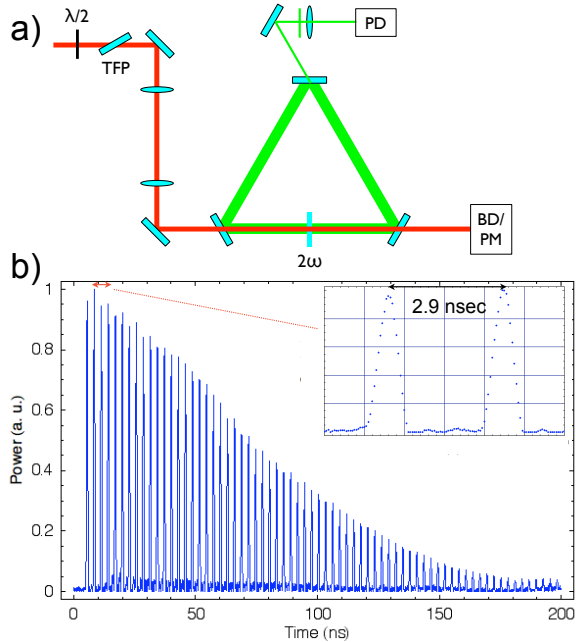 a)
λ/2
TFP
PD
BD/
PM
2ω
b)
2.9 nsec
Power (a. u.)
1
0.8
0.6
0.4
0.2
0
0
50
100
150
200
Time (ns)